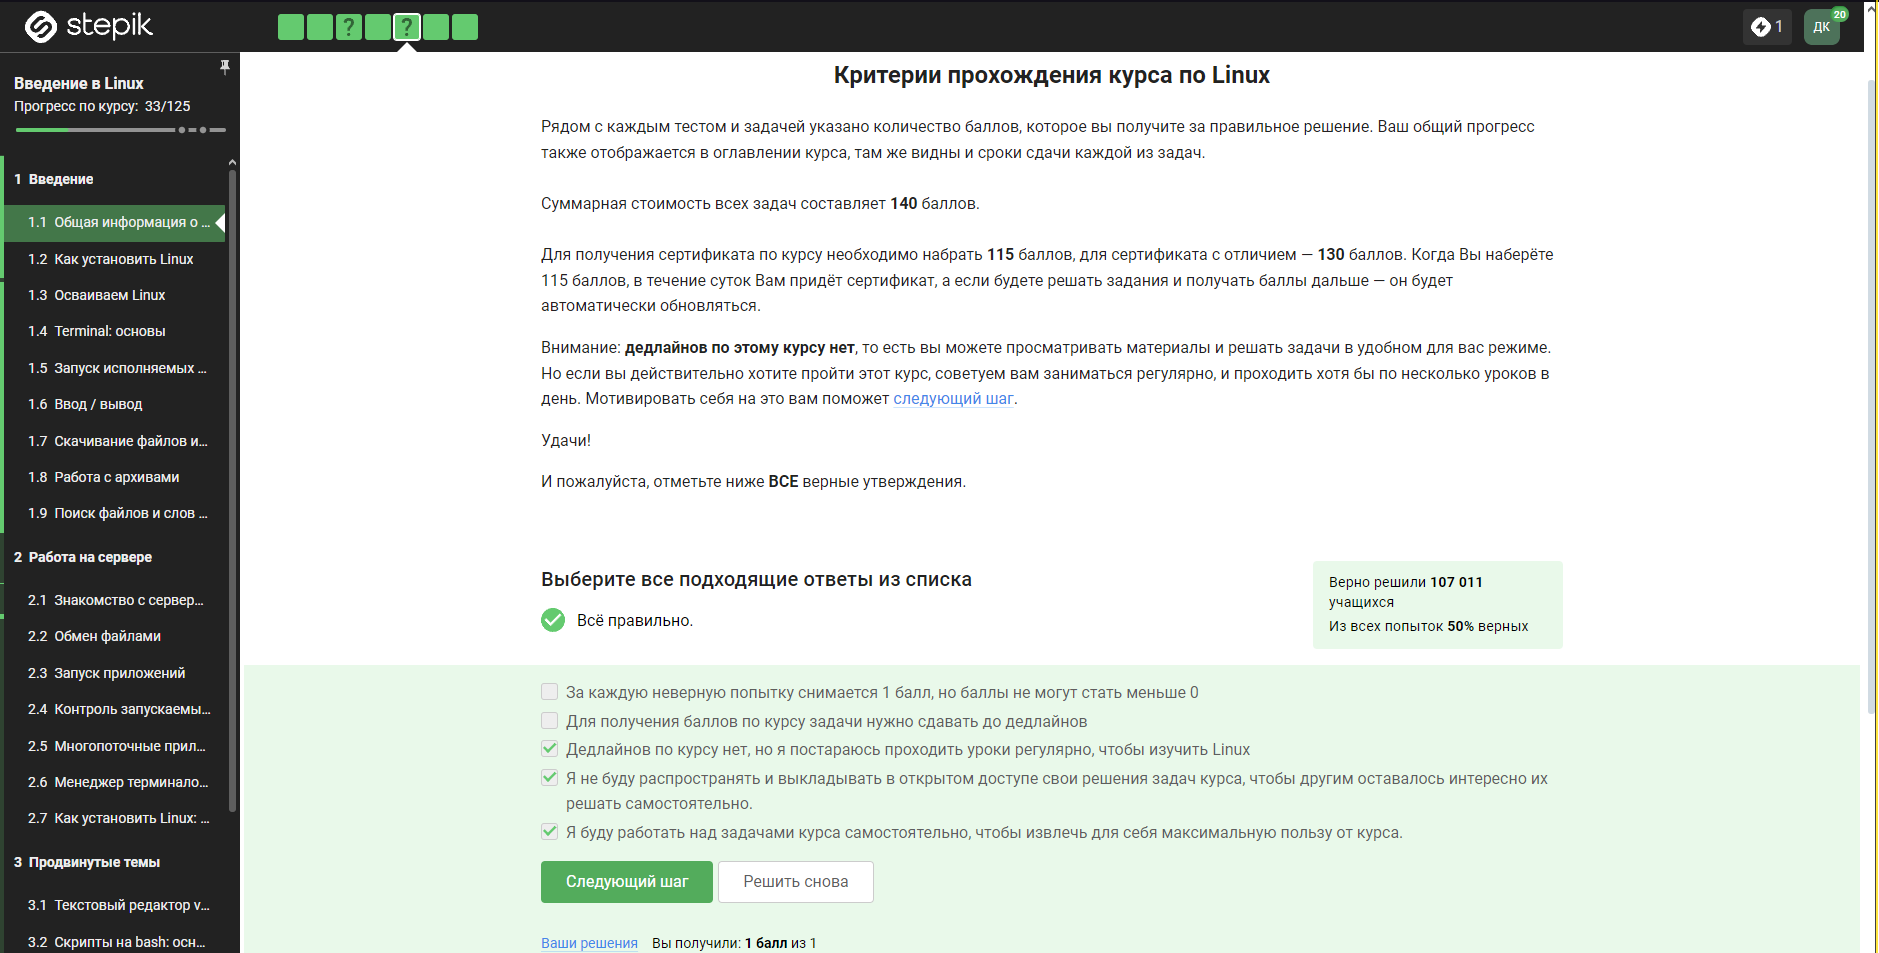 stepik
?
?
1
ДК
20
Введение в Linux
Прогресс по курсу: 33/125
1 Введение
1.1 Общая информация о ...
1.2 Как установить Linux
1.3 Осваиваем Linux
1.4 Terminal: основы
1.5 Запуск исполняемых ...
1.6 Ввод / вывод
1.7 Скачивание файлов и...
1.8 Работа с архивами
1.9 Поиск файлов и слов ...
2 Работа на сервере
2.1 Знакомство с сервер...
2.2 Обмен файлами
2.3 Запуск приложений
2.4 Контроль запускаемы...
2.5 Многопоточные прил...
2.6 Менеджер терминало...
2.7 Как установить Linux: ...
3 Продвинутые темы
3.1 Текстовый редактор v...
3.2 Скрипты на bash: осн...
Критерии прохождения курса по Linux
Рядом с каждым тестом и задачей указано количество баллов, которое вы получите за правильное решение. Ваш общий прогресс
также отображается в оглавлении курса, там же видны и сроки сдачи каждой из задач.
Суммарная стоимость всех задач составляет 140 баллов.
Для получения сертификата по курсу необходимо набрать 115 баллов, для сертификата с отличием — 130 баллов. Когда Вы наберёте
115 баллов, в течение суток Вам придёт сертификат, а если будете решать задания и получать баллы дальше — он будет
автоматически обновляться.
Внимание: дедлайнов по этому курсу нет, то есть вы можете просматривать материалы и решать задачи в удобном для вас режиме.
Но если вы действительно хотите пройти этот курс, советуем вам заниматься регулярно, и проходить хотя бы по несколько уроков в
день. Мотивировать себя на это вам поможет следующий шаг.
Удачи!
И пожалуйста, отметьте ниже ВСЕ верные утверждения.
Выберите все подходящие ответы из списка
Всё правильно.
Верно решили 107 011
учащихся
Из всех попыток 50% верных
За каждую неверную попытку снимается 1 балл, но баллы не могут стать меньше 0
Для получения баллов по курсу задачи нужно сдавать до дедлайнов
Дедлайнов по курсу нет, но я постараюсь проходить уроки регулярно, чтобы изучить Linux
Я не буду распространять и выкладывать в открытом доступе свои решения задач курса, чтобы другим оставалось интересно их
решать самостоятельно.
Я буду работать над задачами курса самостоятельно, чтобы извлечь для себя максимальную пользу от курса.
Следующий шаг
Решить снова
Ваши решения Вы получили: 1 балл из 1